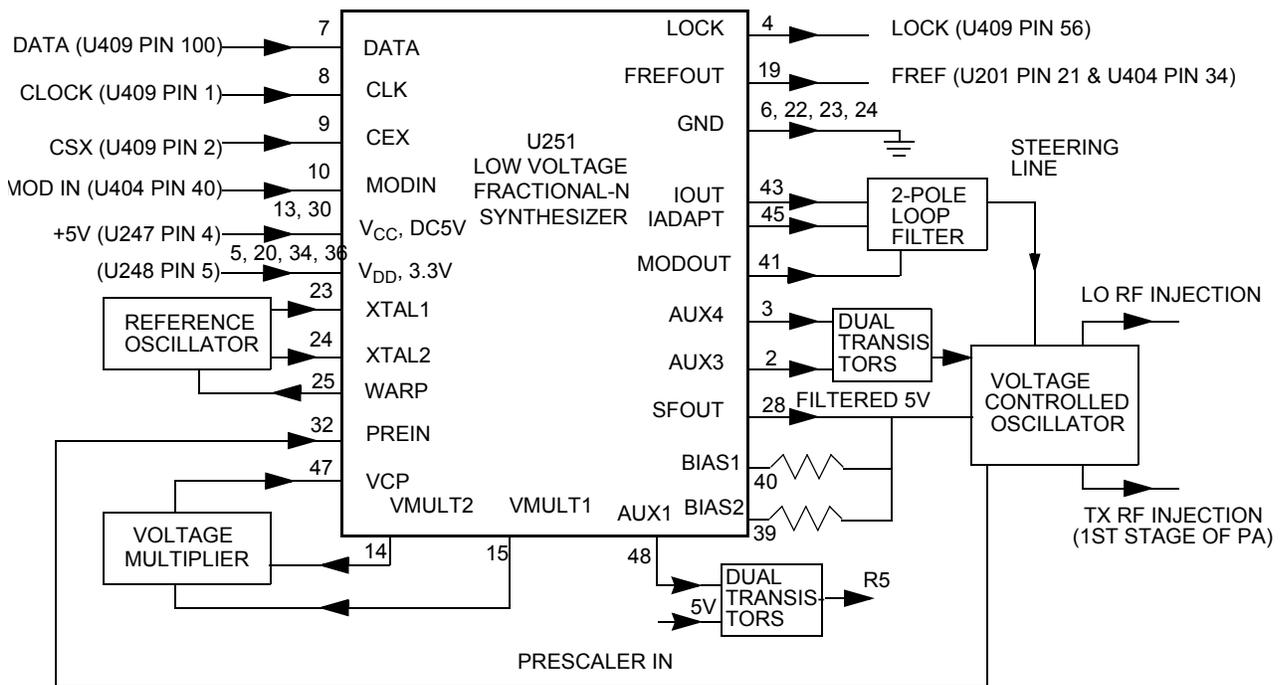 DATA (U409 PIN 100)
7
DATA
CLOCK (U409 PIN 1)
8
CLK
CSX (U409 PIN 2)
9
CEX
MOD IN (U404 PIN 40)
10
MODIN
+5V (U247 PIN 4)
13, 30
VCC, DC5V
(U248 PIN 5)
5, 20, 34, 36
VDD, 3.3V
REFERENCE
OSCILLATOR
23
XTAL1
24
XTAL2
25
WARP
32
PREIN
47
VCP
VOLTAGE
MULTIPLIER
VMULT2
14
VMULT1
15
U251
LOW VOLTAGE
FRACTIONAL-N
SYNTHESIZER
LOCK
4
LOCK (U409 PIN 56)
FREFOUT
19
FREF (U201 PIN 21 & U404 PIN 34)
GND
6, 22, 23, 24
IOUT
43
IADAPT
45
MODOUT
41
2-POLE
LOOP
FILTER
STEERING
LINE
AUX4
3
AUX3
2
DUAL
TRANSIS
TORS
SFOUT
28
FILTERED 5V
BIAS1
40
BIAS2
39
AUX1
48
5V
DUAL
TRANSIS-
TORS
R5
VOLTAGE
CONTROLLED
OSCILLATOR
LO RF INJECTION
TX RF INJECTION
(1ST STAGE OF PA)
PRESCALER IN